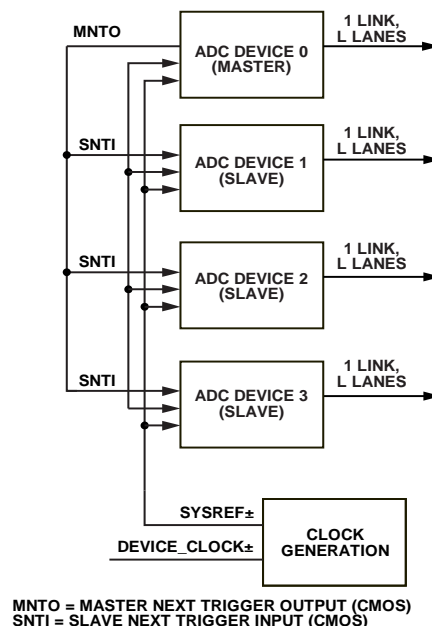 MNTO
ADC DEVICE 0
(MASTER)
1 LINK,
L LANES
SNTI
ADC DEVICE 1
(SLAVE)
1 LINK,
L LANES
SNTI
ADC DEVICE 2
(SLAVE)
1 LINK,
L LANES
SNTI
ADC DEVICE 3
(SLAVE)
1 LINK,
L LANES
SYSREF±
DEVICE_CLOCK±
CLOCK
GENERATION
MNTO = MASTER NEXT TRIGGER OUTPUT (CMOS)
SNTI = SLAVE NEXT TRIGGER INPUT (CMOS)